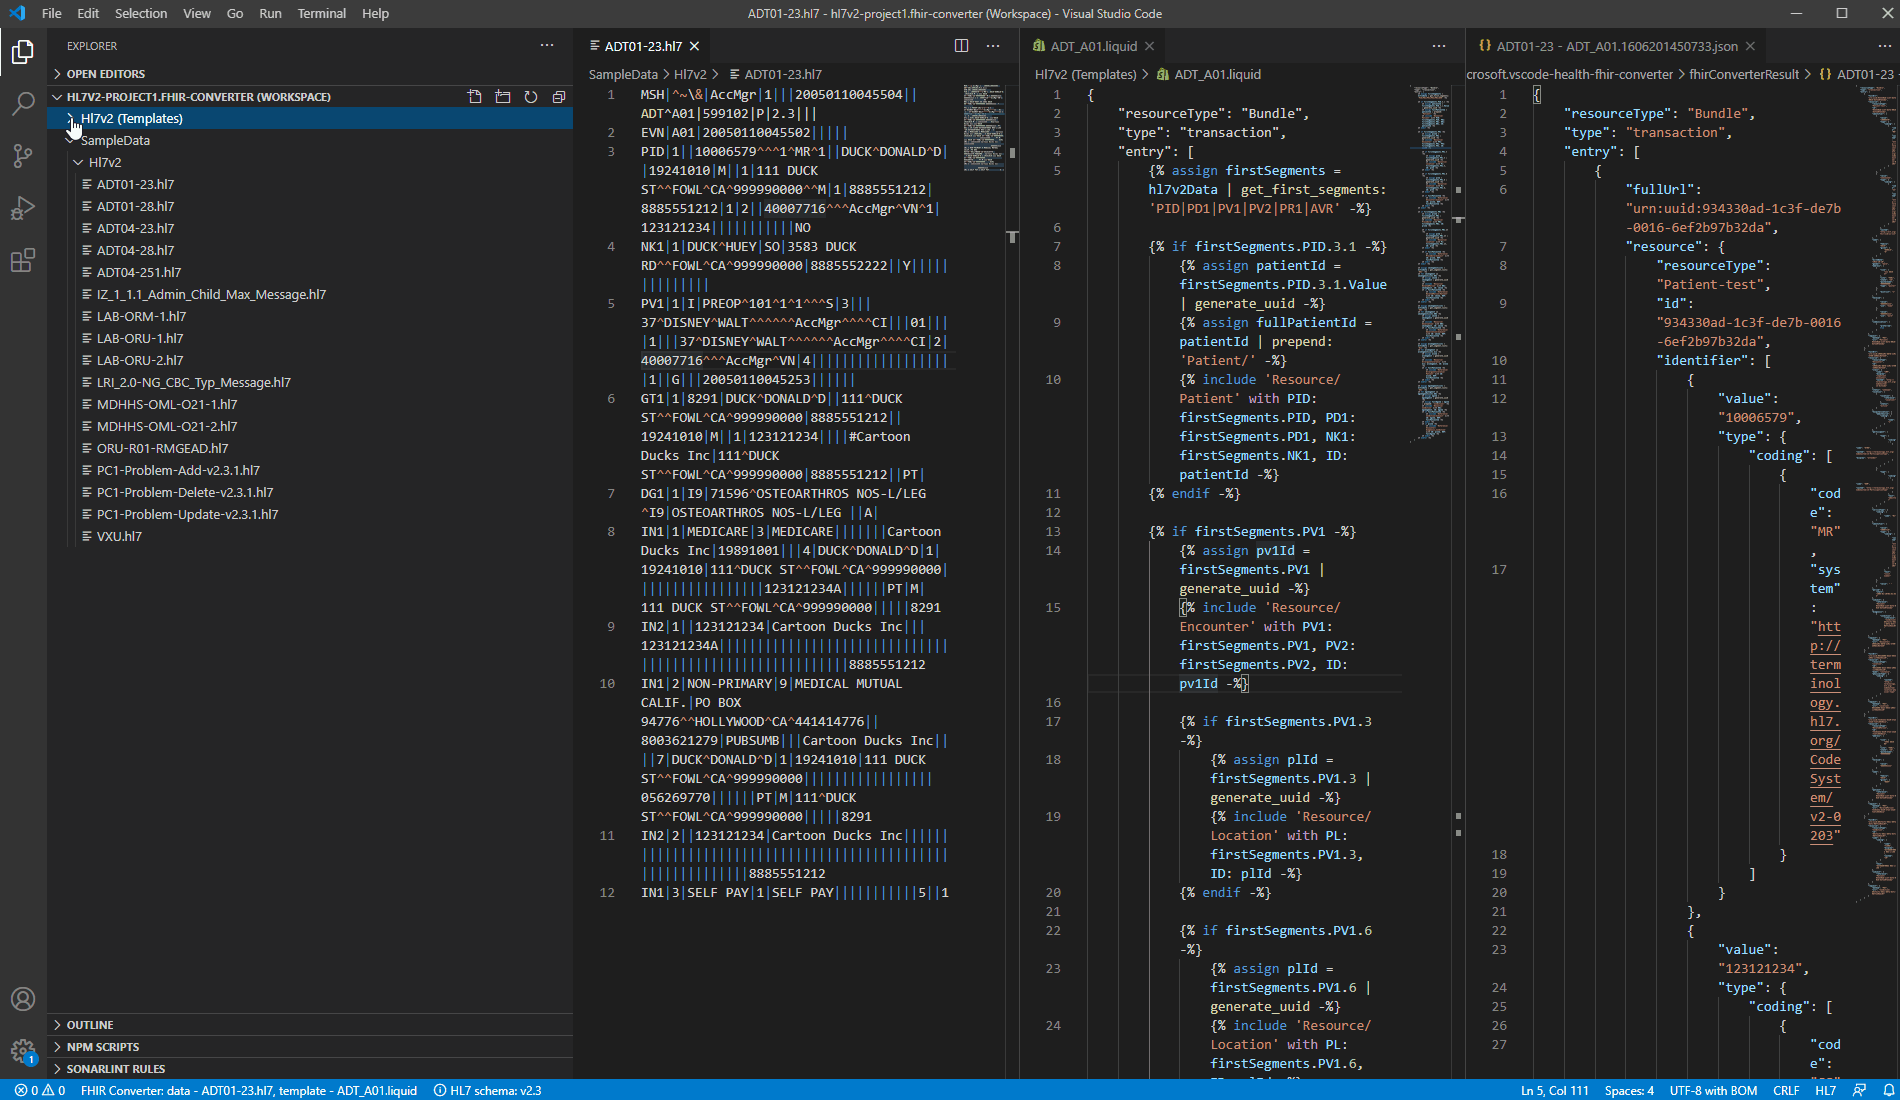 File Edit Selection View Go Run Terminal Help
ADT01-23.hl7 - hl7v2-project1.fhir-converter (Workspace) - Visual Studio Code
EXPLORER
OPEN EDITORS
HL7V2-PROJECT1.FHIR-CONVERTER (WORKSPACE)
Hl7v2 (Templates)
SampleData
Hl7v2
ADT01-23.hl7
ADT01-28.hl7
ADT04-23.hl7
ADT04-28.hl7
ADT04-251.hl7
IZ_1_1.1_Admin_Child_Max_Message.hl7
LAB-ORM-1.hl7
LAB-ORU-1.hl7
LAB-ORU-2.hl7
LRI_2.0-NG_CBC_Typ_Message.hl7
MDHHS-OML-O21-1.hl7
MDHHS-OML-O21-2.hl7
ORU-R01-RMGEAD.hl7
PC1-Problem-Add-v2.3.1.hl7
PC1-Problem-Delete-v2.3.1.hl7
PC1-Problem-Update-v2.3.1.hl7
VXU.hl7
OUTLINE
NPM SCRIPTS
SONARLINT RULES
ADT01-23.hl7
SampleData > Hl7v2 > ADT01-23.hl7
1 MSH|^~\&|AccMgr|1|||20050110045504||
ADT^A01|599102|P|2.3|||
2 EVN|A01|20050110045502|||||
3 PID|1||10006579^^^1^MR^1||DUCK^DONALD^D|
|19241010|M||1|111 DUCK
ST^^FOWL^CA^999990000^^M|1|8885551212|
8885551212|1|2||40007716^^^AccMgr^VN^1|
123121234|||||||||||NO
4 NK1|1|DUCK^HUEY|SO|3583 DUCK
RD^^FOWL^CA^999990000|8885552222||Y|||||
|||||||||
5 PV1|1|I|PREOP^101^1^1^^^S|3|||
37^DISNEY^WALT^^^^^^AccMgr^^^^CI|||01|||
|1|||37^DISNEY^WALT^^^^^^AccMgr^^^^CI|2|
40007716^^^AccMgr^VN|4||||||||||||||||||
|1||G|||20050110045253||||||
6 GT1|1|8291|DUCK^DONALD^D||111^DUCK
ST^^FOWL^CA^999990000|8885551212||
19241010|M||1|123121234||||#Cartoon
Ducks Inc|111^DUCK
ST^^FOWL^CA^999990000|8885551212||PT|
7 DG1|1|I9|71596^OSTEOARTHROS NOS-L/LEG
^I9|OSTEOARTHROS NOS-L/LEG ||A|
8 IN1|1|MEDICARE|3|MEDICARE|||||||Cartoon
Ducks Inc|19891001|||4|DUCK^DONALD^D|1|
19241010|111^DUCK ST^^FOWL^CA^999990000|
||||||||||||||||123121234A||||||PT|M|
111 DUCK ST^^FOWL^CA^999990000|||||8291
9 IN2|1||123121234|Cartoon Ducks Inc|||
123121234A||||||||||||||||||||||||||||||
|||||||||||||||||||||||||||8885551212
10 IN1|2|NON-PRIMARY|9|MEDICAL MUTUAL
CALIF.|PO BOX
94776^^HOLLYWOOD^CA^441414776||
8003621279|PUBSUMB|||Cartoon Ducks Inc||
||7|DUCK^DONALD^D|1|19241010|111 DUCK
ST^^FOWL^CA^999990000|||||||||||||||||
056269770||||||PT|M|111^DUCK
ST^^FOWL^CA^999990000|||||8291
11 IN2|2||123121234|Cartoon Ducks Inc||||||
||||||||||||||||||||||||||||||||||||||||
||||||||||||||8885551212
12 IN1|3|SELF PAY|1|SELF PAY|||||||||||5||1
ADT_A01.liquid
Hl7v2 (Templates) > ADT_A01.liquid
1 {
2 "resourceType": "Bundle",
3 "type": "transaction",
4 "entry": [
5 {% assign firstSegments =
hl7v2Data | get_first_segments:
'PID|PD1|PV1|PV2|PR1|AVR' -%}
6
7 {% if firstSegments.PID.3.1 -%}
8 {% assign patientId =
firstSegments.PID.3.1.Value
| generate_uuid -%}
9 {% assign fullPatientId =
patientId | prepend:
'Patient/' -%}
10 {% include 'Resource/
Patient' with PID:
firstSegments.PID, PD1:
firstSegments.PD1, NK1:
firstSegments.NK1, ID:
patientId -%}
11 {% endif -%}
12
13 {% if firstSegments.PV1 -%}
14 {% assign pv1Id =
firstSegments.PV1 |
generate_uuid -%}
15 {% include 'Resource/
Encounter' with PV1:
firstSegments.PV1, PV2:
firstSegments.PV2, ID:
pv1Id -%}
16
17 {% if firstSegments.PV1.3
-%}
18 {% assign plId =
firstSegments.PV1.3 |
generate_uuid -%}
19 {% include 'Resource/
Location' with PL:
firstSegments.PV1.3,
ID: plId -%}
20 {% endif -%}
21
22 {% if firstSegments.PV1.6
-%}
23 {% assign plId =
firstSegments.PV1.6 |
generate_uuid -%}
24 {% include 'Resource/
Location' with PL:
firstSegments.PV1.6,
ADT01-23 - ADT_A01.1606201450733.json
crosoft.vscode-health-fhir-converter > fhirConverterResult > {} ADT01-23
1 {
2 "resourceType": "Bundle",
3 "type": "transaction",
4 "entry": [
5 {
6 "fullUrl":
"urn:uuid:934330ad-1c3f-de7b
-0016-6ef2b97b32da",
7 "resource": {
8 "resourceType":
"Patient-test",
9 "id":
"934330ad-1c3f-de7b-0016
-6ef2b97b32da",
10 "identifier": [
11 {
12 "value":
"10006579",
13 "type": {
14 "coding": [
15 {
16 "cod
e":
"MR"
,
17 "sys
tem"
:
"htt
p://
term
inol
ogy.
hl7.
org/
Code
Syst
em/
v2-0
203"
18 }
19 ]
20 }
21 },
22 {
23 "value":
"123121234",
24 "type": {
25 "coding": [
26 {
27 "cod
e":
0 0 FHIR Converter: data - ADT01-23.hl7, template - ADT_A01.liquid HL7 schema: v2.3
Ln 5, Col 111 Spaces: 4 UTF-8 with BOM CRLF HL7
1